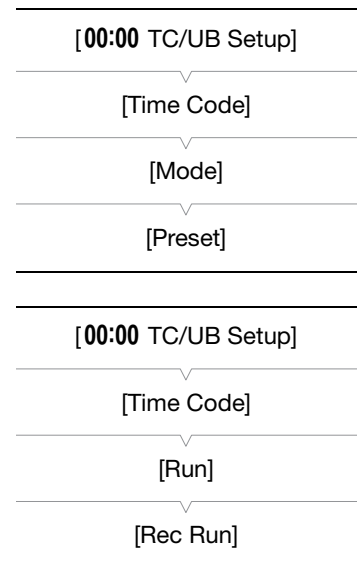 [00:00 TC/UB Setup]
[Time Code]
[Mode]
[Preset]
[00:00 TC/UB Setup]
[Time Code]
[Run]
[Rec Run]